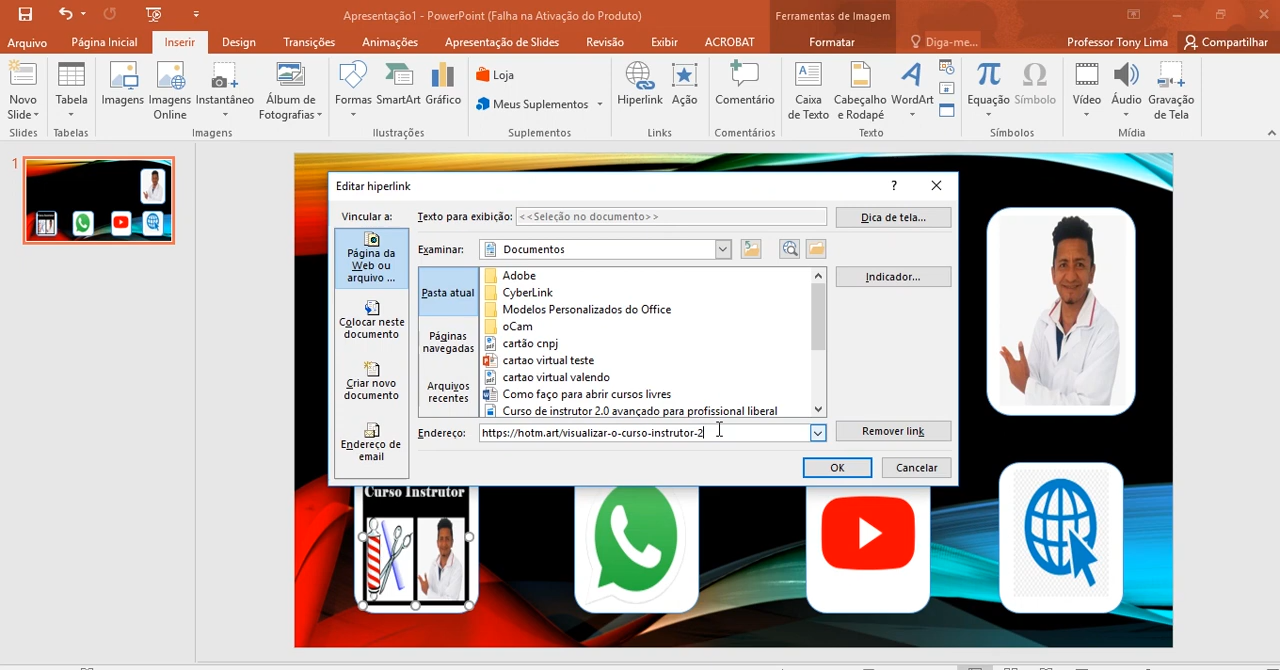 Apresentação1 - PowerPoint (Falha na Ativação do Produto)
Ferramentas de Imagem
Arquivo
Página Inicial
Inserir
Design
Transições
Animações
Apresentação de Slides
Revisão
Exibir
ACROBAT
Formatar
Diga-me...
Professor Tony Lima
Compartilhar
Novo
Slide
Tabela
Imagens
Imagens
Online
Instantâneo
Álbum de
Fotografias
Formas
SmartArt
Gráfico
Loja
Meus Suplementos
Hiperlink
Ação
Comentário
Caixa
de Texto
Cabeçalho
e Rodapé
WordArt
Equação
Símbolo
Vídeo
Áudio
Gravação
de Tela
Slides
Tabelas
Imagens
Ilustrações
Suplementos
Links
Comentários
Texto
Símbolos
Mídia
1
Editar hiperlink
?
Vincular a:
Texto para exibição:
<<Seleção no documento>>
Dica de tela...
Página da
Web ou
arquivo ...
Colocar neste
documento
Criar novo
documento
Endereço de
email
Examinar:
Documentos
Indicador...
Pasta atual
Páginas
navegadas
Arquivos
recentes
Adobe
CyberLink
Modelos Personalizados do Office
oCam
cartão cnpj
cartao virtual teste
cartao virtual valendo
Como faço para abrir cursos livres
Curso de instrutor 2.0 avançado para profissional liberal
Endereço:
https://hotm.art/visualizar-o-curso-instrutor-2
Remover link
OK
Cancelar
Curso Instrutor